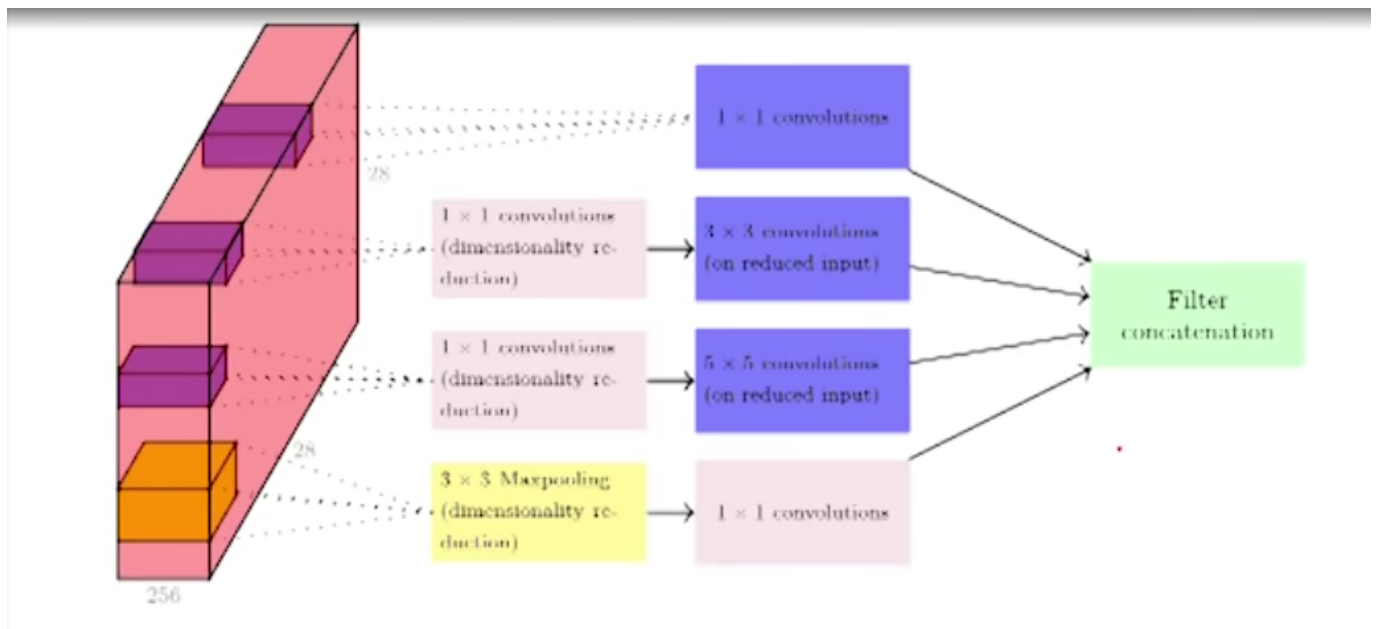 1 × 1 convolutions
28
1 × 1 convolutions
(dimensionality re-
duction)
3 × 3 convolutions
(on reduced input)
Filter
concatenation
1 × 1 convolutions
(dimensionality re-
duction)
5 × 5 convolutions
(on reduced input)
28
3 × 3 Maxpooling
(dimensionality re-
duction)
1 × 1 convolutions
256